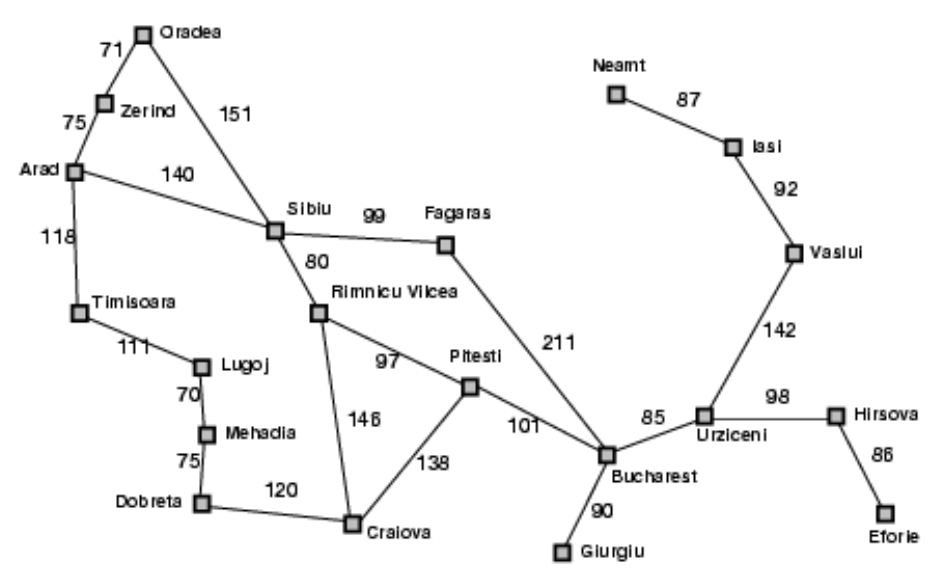 Oradea
71
Neamt
87
Zerind
151
75
Iasi
Arad
140
92
Sibiu
99
Fagaras
118
80
Vaslui
Timisoara
Rimnicu Vilcea
142
111
97
Pitesti
211
Lugoj
70
146
101
85
98
Hirsova
Urziceni
Mehadia
75
138
86
Bucharest
Dobreta
120
90
Craiova
Eforie
Giurgiu